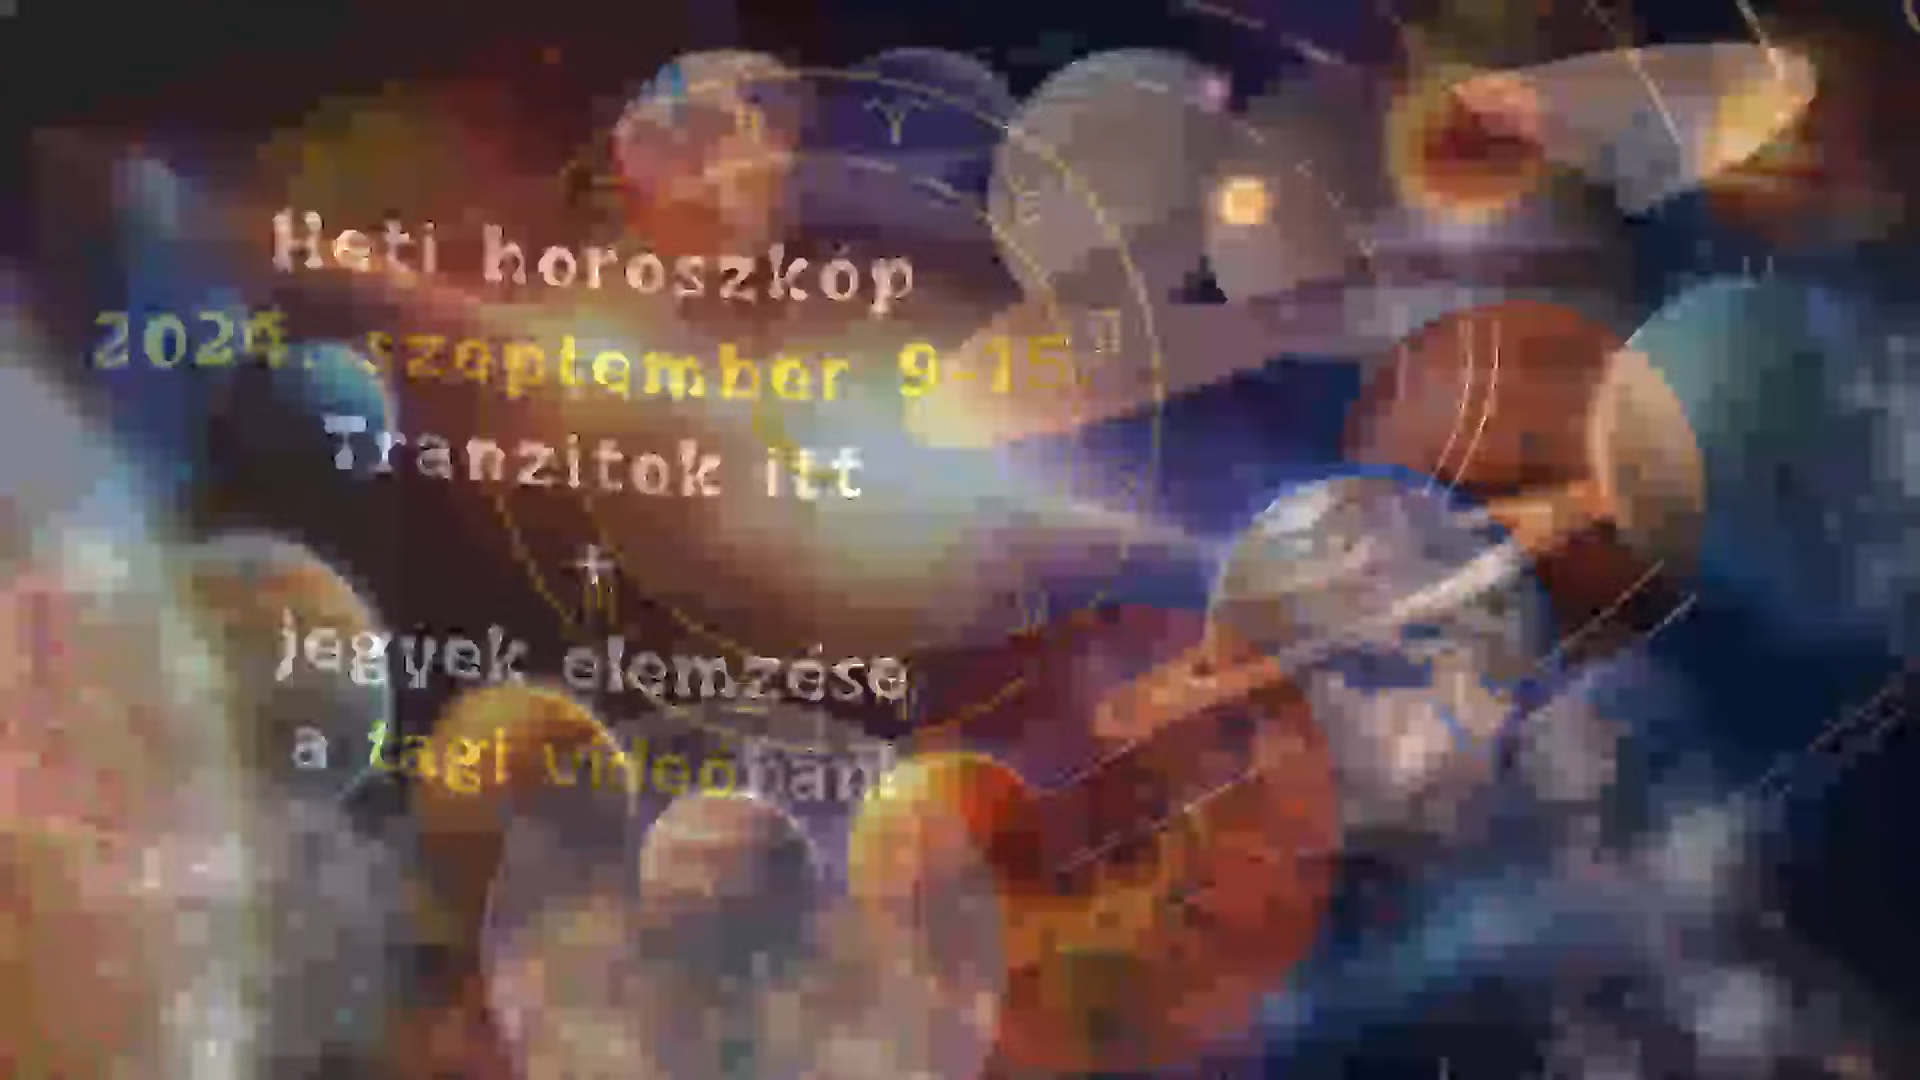 Heti horoszkóp
2024. szeptember 9-15.
Tranzitok itt
+
jegyek elemzése
a tagi videóban!